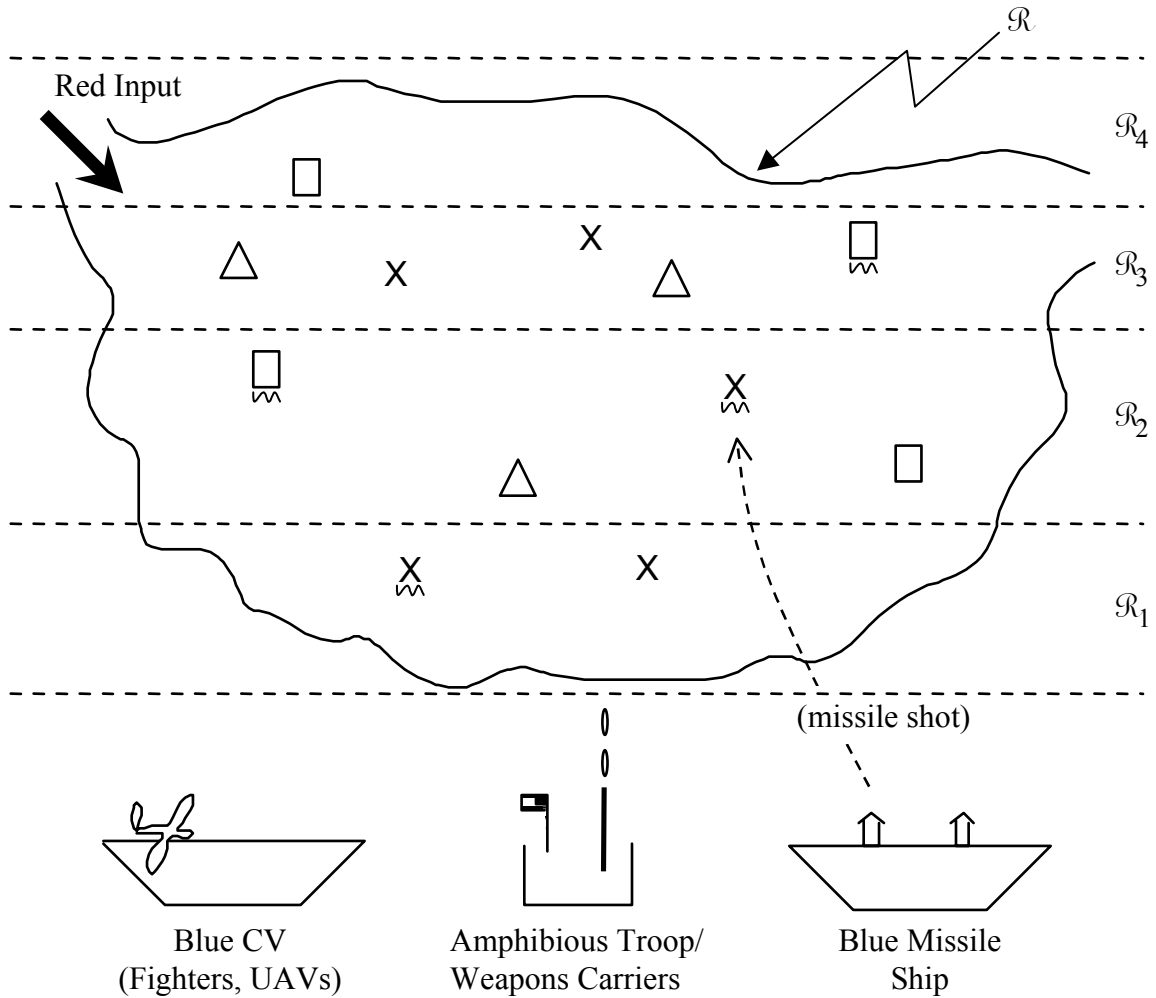 ℛ
Red Input
ℛ4
X
X
ℛ3
X
ℛ2
X
X
ℛ1
(missile shot)
Blue CV
(Fighters, UAVs)
Amphibious Troop/
Weapons Carriers
Blue Missile
Ship